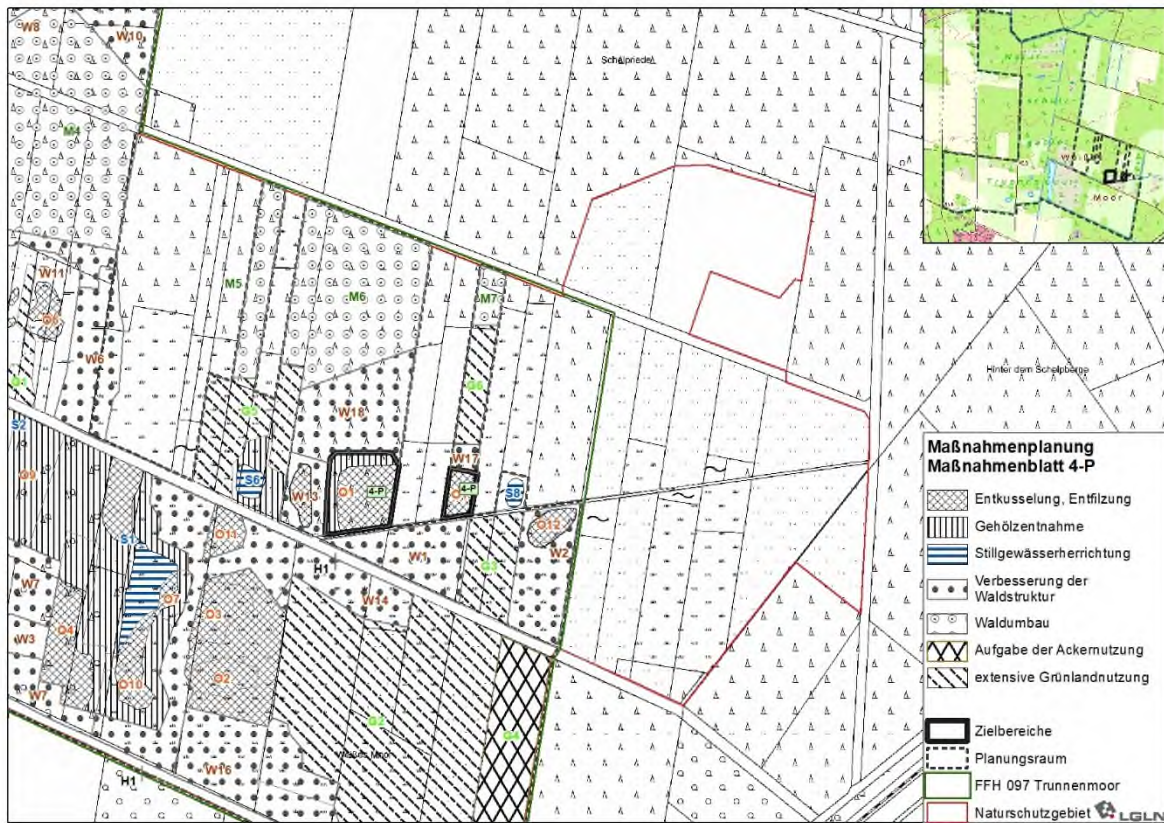 W8
W10
M4
Schelpriede
W11
O8
W6
G1
M5
M6
M7
G6
G5
W18
W17
S2
G9
S6
W13
O1
4-P
4-P
S8
O12
W2
S1
O11
H1
W1
G3
W14
O7
O3
W7
O4
W3
O2
O10
W7
G2
G4
Weißes Moor
W16
H1
Hinter dem Schelpberge
Moor
Maßnahmenplanung
Maßnahmenblatt 4-P
Entkusselung, Entfilzung
Gehölzentnahme
Stillgewässerherrichtung
Verbesserung der
Waldstruktur
Waldumbau
Aufgabe der Ackernutzung
extensive Grünlandnutzung
Zielbereiche
Planungsraum
FFH 097 Trunnenmoor
Naturschutzgebiet
LGLN